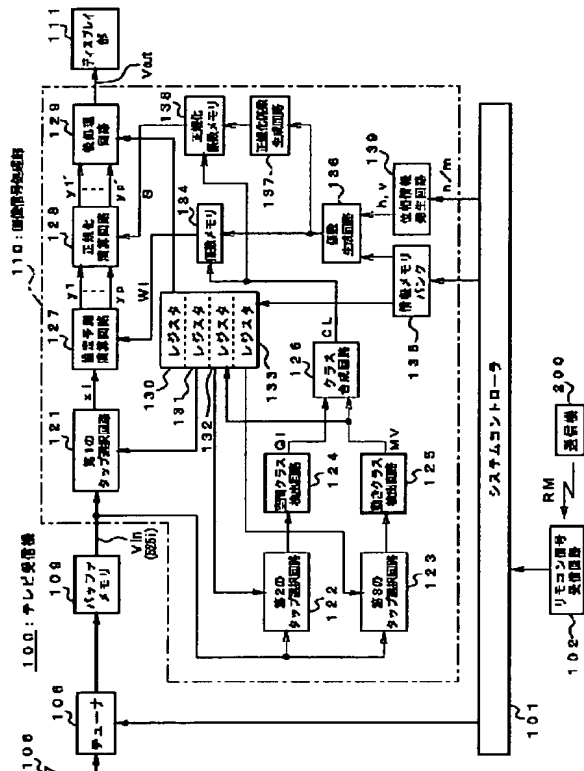 100：テレビ受信機
110：画像信号処理部
106
チューナ
109
バッファ
メモリ
Vin
(525i)
121
第1の
タップ選択回路
xi
127
推定予測
演算回路
y1
yp
128
正規化
演算回路
y1´
yp´
129
後処理
回路
Vout
111
ディスプレイ
部
130
131
132
133
レジスタ
レジスタ
レジスタ
レジスタ
Wi
S
134
係数メモリ
138
正規化
係数メモリ
137
正規化係数
生成回路
136
係数
生成回路
h,v
139
位相情報
発生回路
n/m
135
情報メモリ
バンク
CL
126
クラス
合成回路
第2の
タップ選択回路
122
空間クラス
検出回路
124
第3の
タップ選択回路
123
動きクラス
検出回路
125
MV
システムコントローラ
101
リモコン信号
受信回路
102
RM
送信機
200